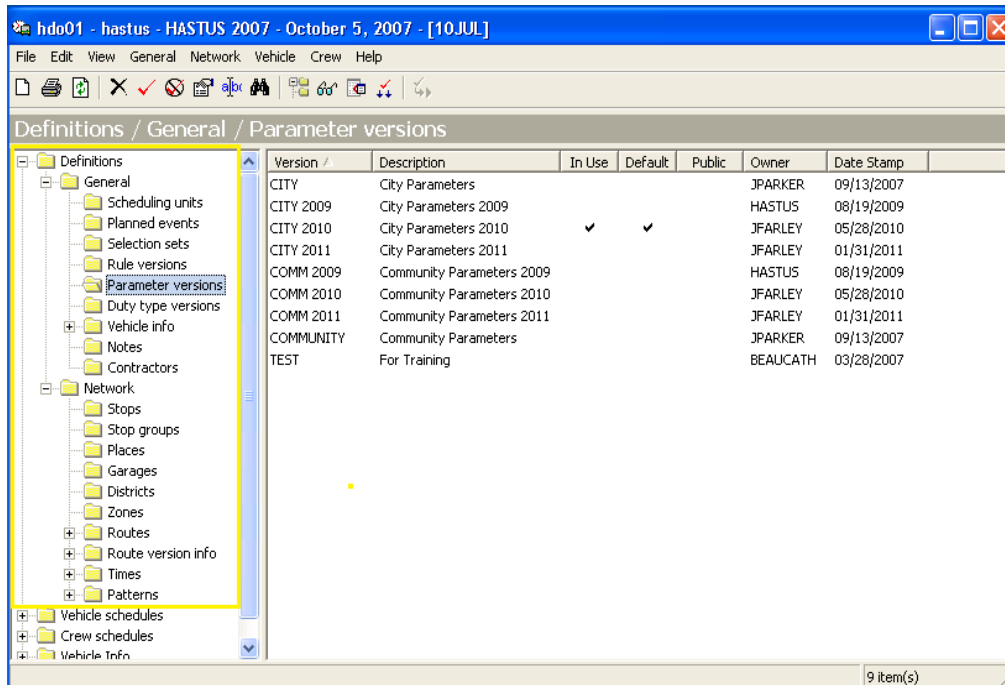 hdo01 - hastus - HASTUS 2007 - October 5, 2007 - [10JUL]
File Edit View General Network Vehicle Crew Help
Definitions / General / Parameter versions
Definitions
General
Scheduling units
Planned events
Selection sets
Rule versions
Parameter versions
Duty type versions
Vehicle info
Notes
Contractors
Network
Stops
Stop groups
Places
Garages
Districts
Zones
Routes
Route version info
Times
Patterns
Vehicle schedules
Crew schedules
Vehicle Info
Version Description In Use Default Public Owner Date Stamp
CITY City Parameters JPARKER 09/13/2007
CITY 2009 City Parameters 2009 HASTUS 08/19/2009
CITY 2010 City Parameters 2010 ✔ ✔ JFARLEY 05/28/2010
CITY 2011 City Parameters 2011 JFARLEY 01/31/2011
COMM 2009 Community Parameters 2009 HASTUS 08/19/2009
COMM 2010 Community Parameters 2010 JFARLEY 05/28/2010
COMM 2011 Community Parameters 2011 JFARLEY 01/31/2011
COMMUNITY Community Parameters JPARKER 09/13/2007
TEST For Training BEAUCATH 03/28/2007
9 item(s)